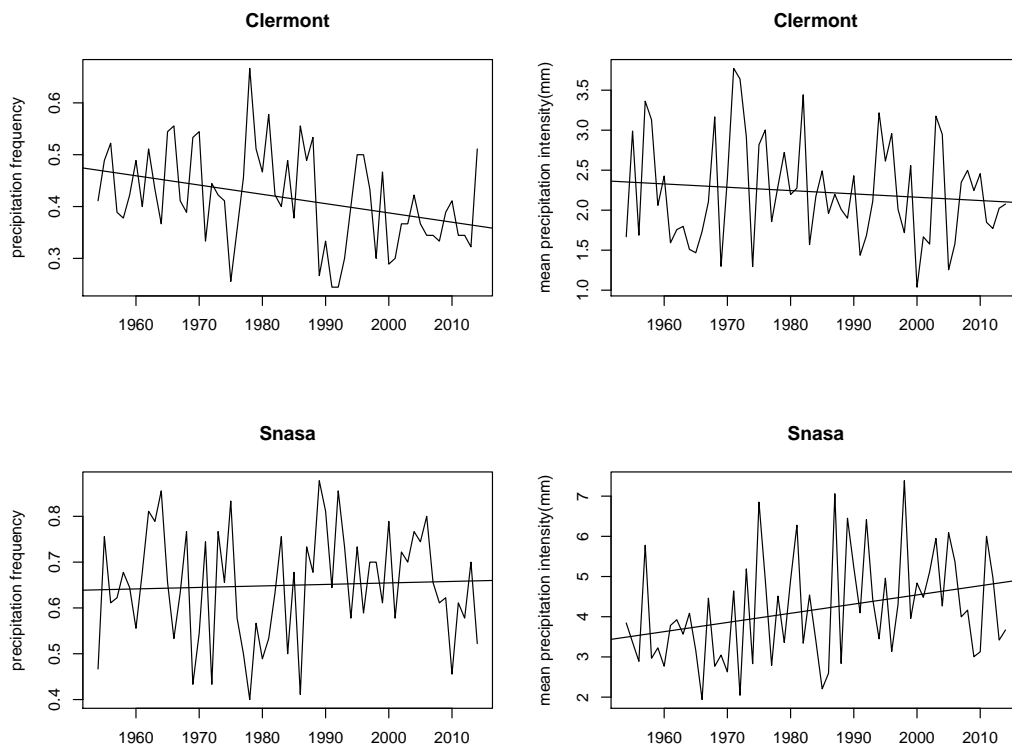 Clermont
precipitation frequency
0.3 0.4 0.5 0.6
1960 1970 1980 1990 2000 2010
Clermont
mean precipitation intensity(mm)
1.0 1.5 2.0 2.5 3.0 3.5
1960 1970 1980 1990 2000 2010
Snasa
precipitation frequency
0.4 0.5 0.6 0.7 0.8
1960 1970 1980 1990 2000 2010
Snasa
mean precipitation intensity(mm)
2 3 4 5 6 7
1960 1970 1980 1990 2000 2010